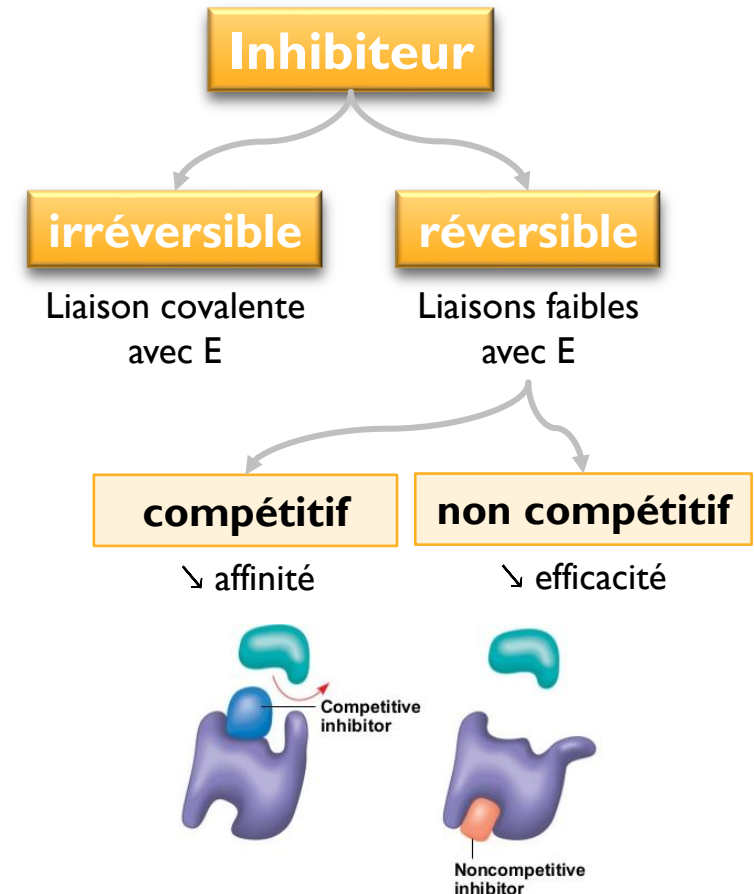 Inhibiteur
irréversible
réversible
Liaison covalente
avec E
Liaisons faibles
avec E
compétitif
non compétitif
↘ affinité
↘ efficacité
Competitive
inhibitor
Noncompetitive
inhibitor